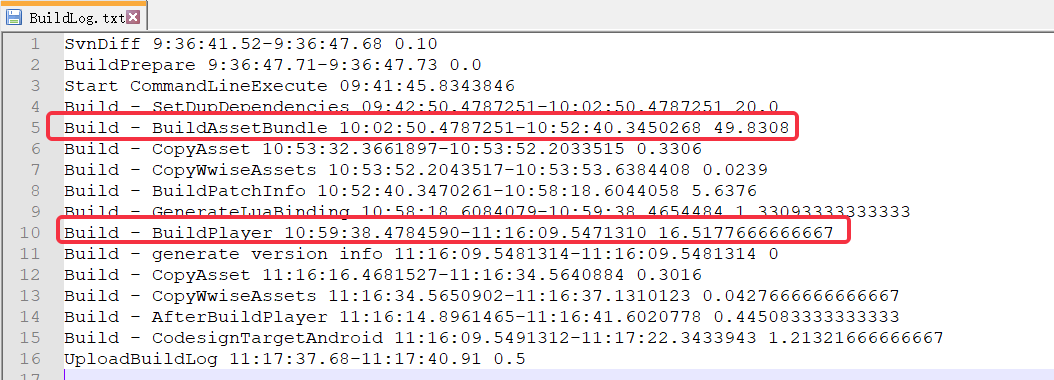 BuildLog.txt
1 SvnDiff 9:36:41.52-9:36:47.68 0.10
2 BuildPrepare 9:36:47.71-9:36:47.73 0.0
3 Start CommandLineExecute 09:41:45.8343846
4 Build - SetDupDependencies 09:42:50.4787251-10:02:50.4787251 20.0
5 Build - BuildAssetBundle 10:02:50.4787251-10:52:40.3450268 49.8308
6 Build - CopyAsset 10:53:32.3661897-10:53:52.2033515 0.3306
7 Build - CopyWwiseAssets 10:53:52.2043517-10:53:53.6384408 0.0239
8 Build - BuildPatchInfo 10:52:40.3470261-10:58:18.6044058 5.6376
9 Build - GenerateLuaBinding 10:58:18.6084079-10:59:38.4654484 1.33093333333333
10 Build - BuildPlayer 10:59:38.4784590-11:16:09.5471310 16.5177666666667
11 Build - generate version info 11:16:09.5481314-11:16:09.5481314 0
12 Build - CopyAsset 11:16:16.4681527-11:16:34.5640884 0.3016
13 Build - CopyWwiseAssets 11:16:34.5650902-11:16:37.1310123 0.0427666666666667
14 Build - AfterBuildPlayer 11:16:14.8961465-11:16:41.6020778 0.445083333333333
15 Build - CodesignTargetAndroid 11:16:09.5491312-11:17:22.3433943 1.21321666666667
16 UploadBuildLog 11:17:37.68-11:17:40.91 0.5
17